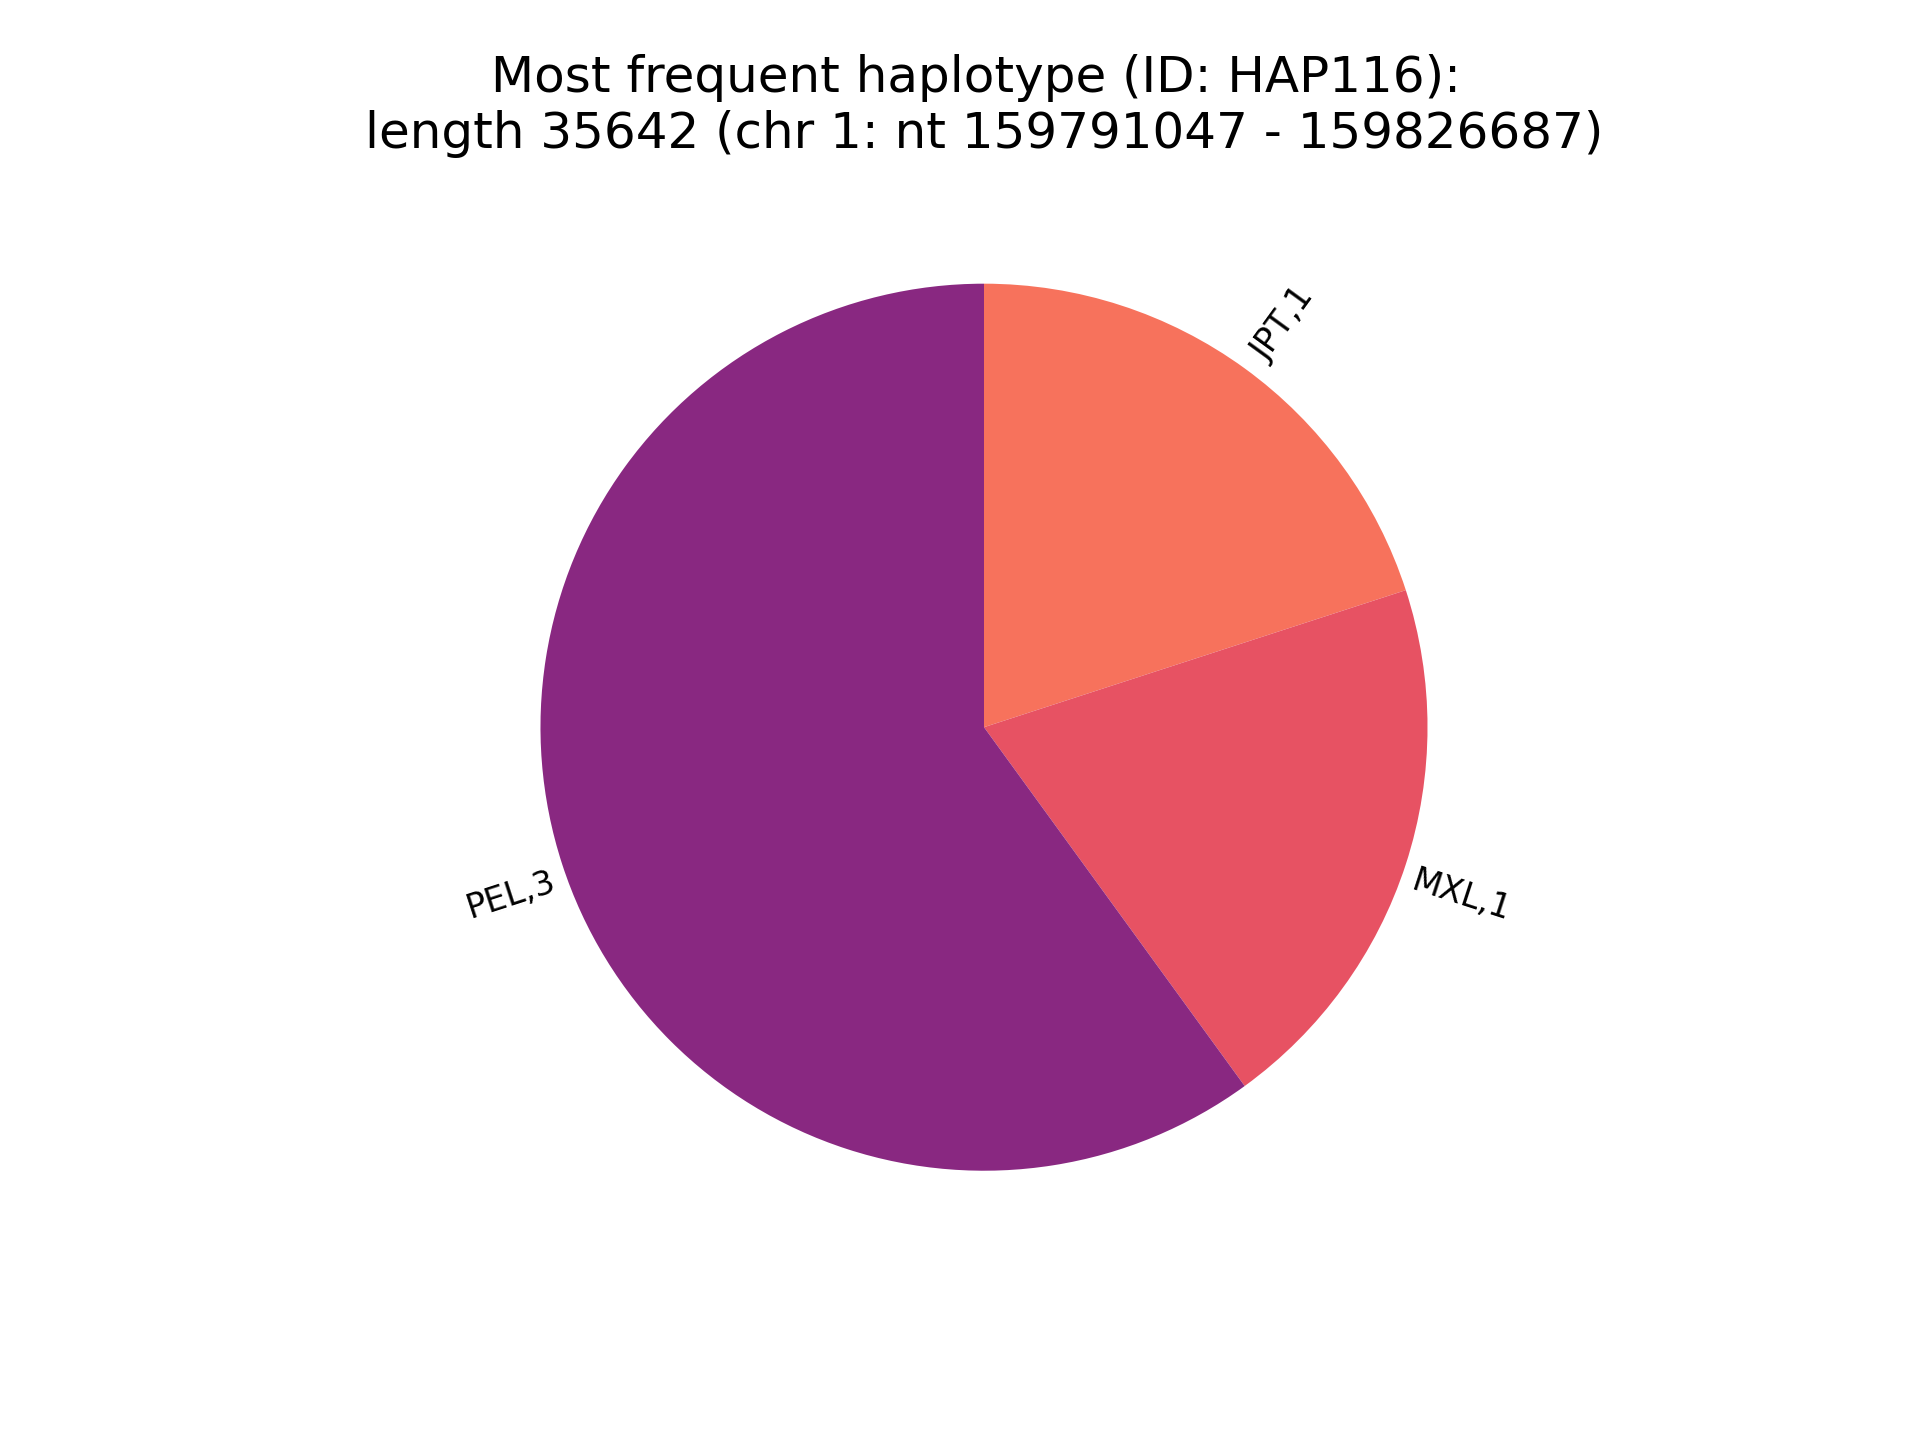 Most frequent haplotype (ID: HAP116):
length 35642 (chr 1: nt 159791047 - 159826687)
JPT,1
PEL,3
MXL,1